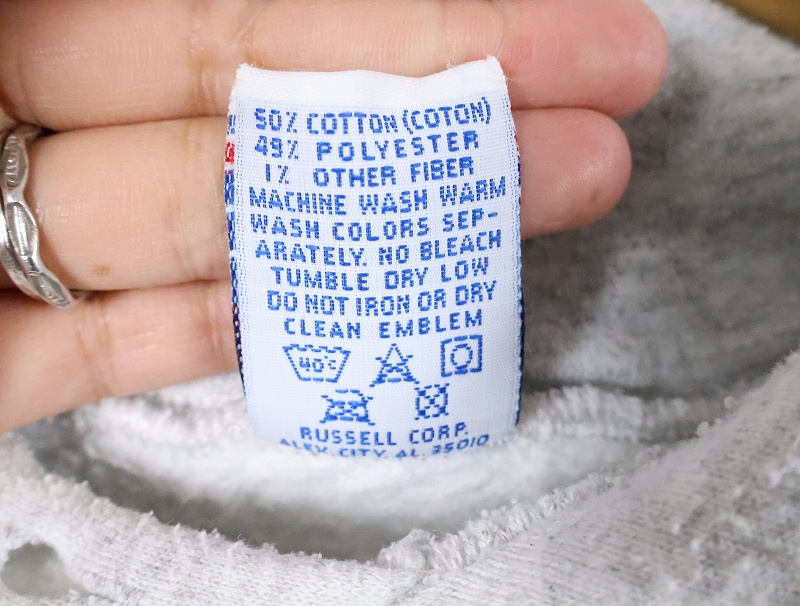 50% COTTON (COTON)
49% POLYESTER
1% OTHER FIBER
MACHINE WASH WARM
WASH COLORS SEP-
ARATELY. NO BLEACH
TUMBLE DRY LOW
DO NOT IRON OR DRY
CLEAN EMBLEM
40°C
RUSSELL CORP.
ALEX. CITY, AL. 35010